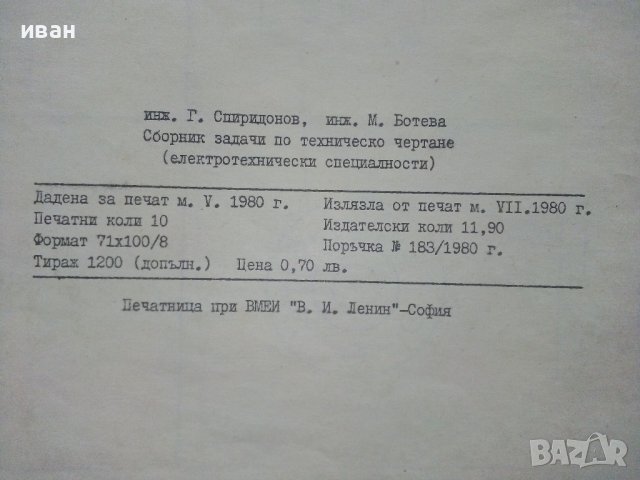 иван
инж. Г. Спиридонов, инж. М. Ботева
Сборник задачи по техническо чертане
(електротехнически специалности)
Дадена за печат м. V. 1980 г. Излязла от печат м. VII.1980 г.
Печатни коли 10 Издателски коли 11,90
Формат 71х100/8 Поръчка № 183/1980 г.
Тираж 1200 (допълн.) Цена 0,70 лв.
Печатница при ВМЕИ "В. И. Ленин"-София
BAZAR